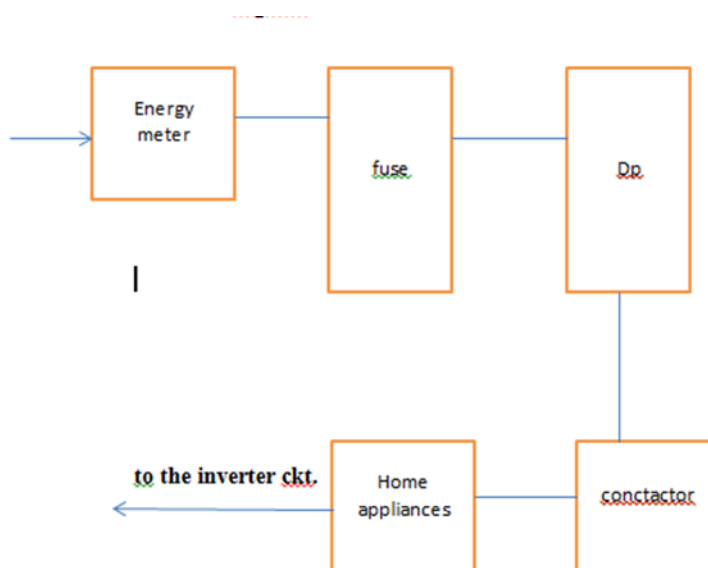 Energy
meter
fuse
Dp
to the inverter ckt.
Home
appliances
conctactor